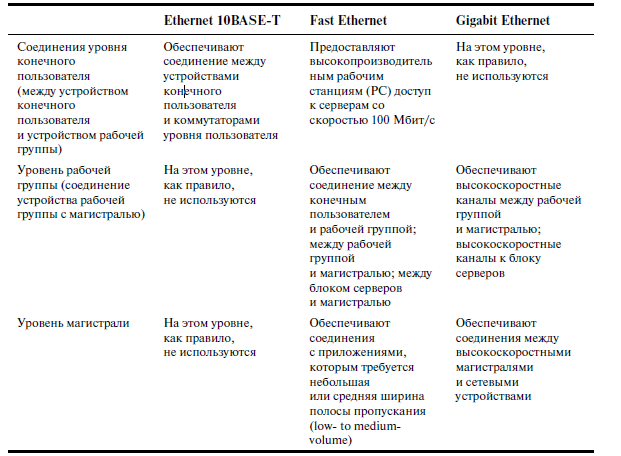 Ethernet 10BASE-T Fast Ethernet Gigabit Ethernet
Соединения уровня
конечного
пользователя
(между устройством
конечного
пользователя
и устройством рабочей
группы)
Обеспечивают
соединение между
устройствами
конечного
пользователя
и коммутаторами
уровня пользователя
Предоставляют
высокопроизводитель
ным рабочим
станциям (PC) доступ
к серверам со
скоростью 100 Мбит/с
На этом уровне,
как правило,
не используются
Уровень рабочей
группы (соединение
устройства рабочей
группы с магистралью)
На этом уровне,
как правило,
не используются
Обеспечивают
соединение между
конечным
пользователем
и рабочей группой;
между рабочей
группой
и магистралью; между
блоком серверов
и магистралью
Обеспечивают
высокоскоростные
каналы между рабочей
группой
и магистралью;
высокоскоростные
каналы к блоку
серверов
Уровень магистрали
На этом уровне,
как правило,
не используются
Обеспечивают
соединения
с приложениями,
которым требуется
небольшая
или средняя ширина
полосы пропускания
(low- to medium-
volume)
Обеспечивают
соединения между
высокоскоростными
магистралями
и сетевыми
устройствами